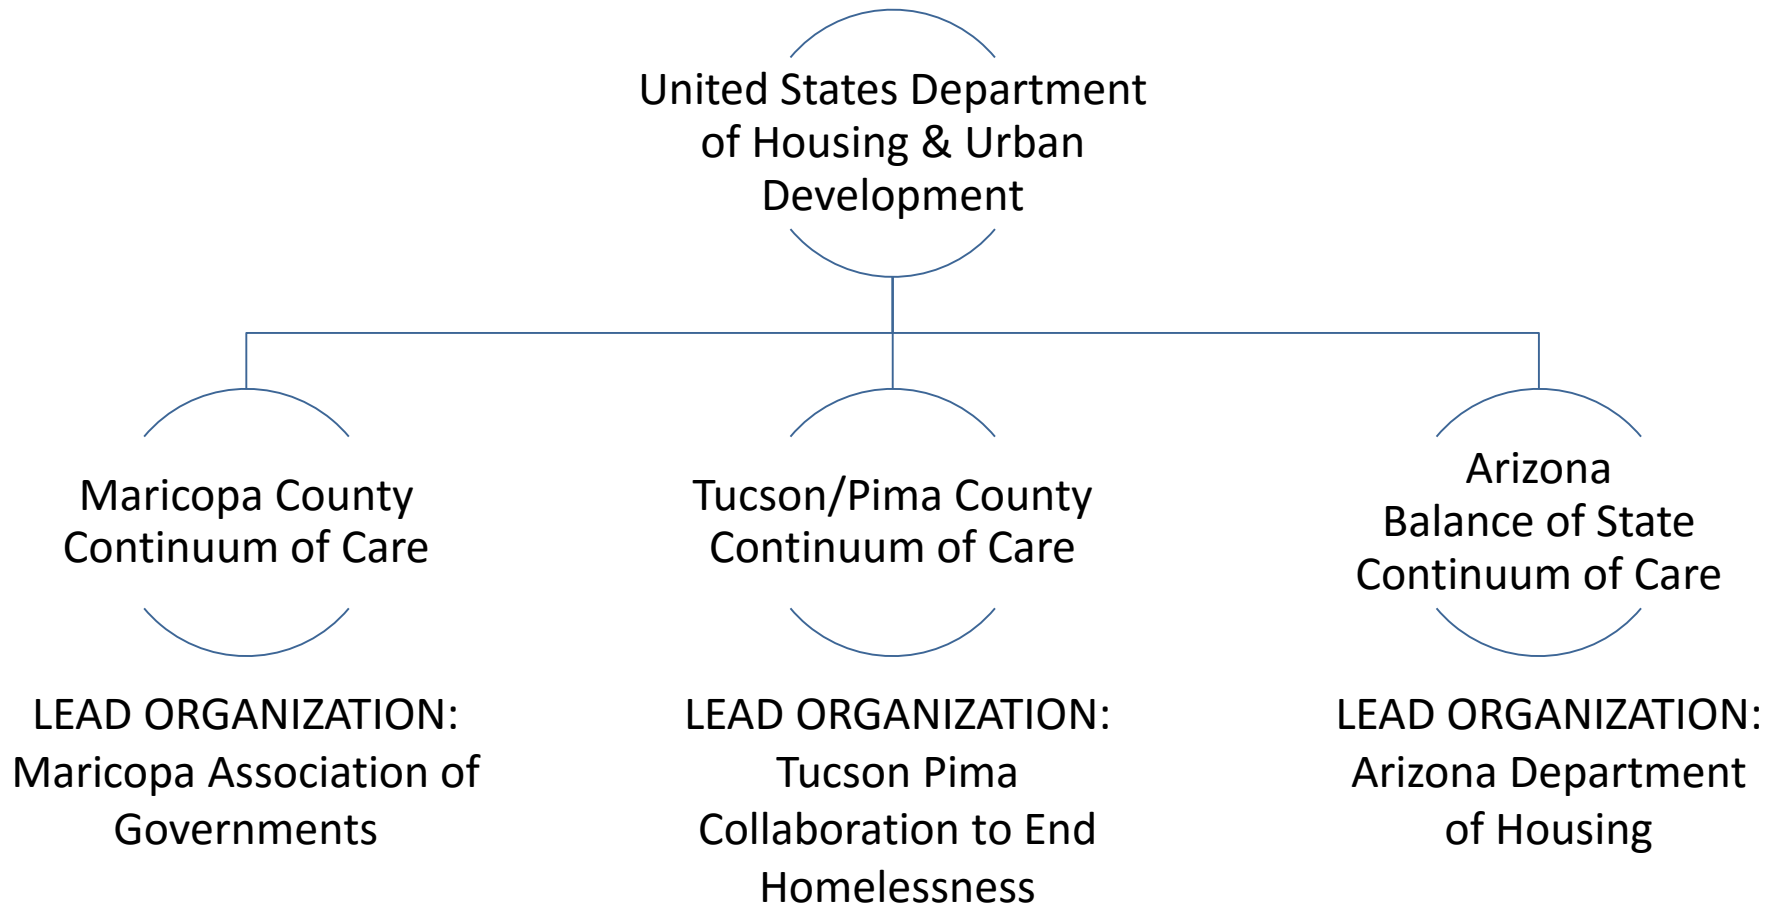 United States Department
of Housing & Urban
Development
Maricopa County
Continuum of Care
Tucson/Pima County
Continuum of Care
Arizona
Balance of State
Continuum of Care
LEAD ORGANIZATION:
Maricopa Association of
Governments
LEAD ORGANIZATION:
Tucson Pima
Collaboration to End
Homelessness
LEAD ORGANIZATION:
Arizona Department
of Housing